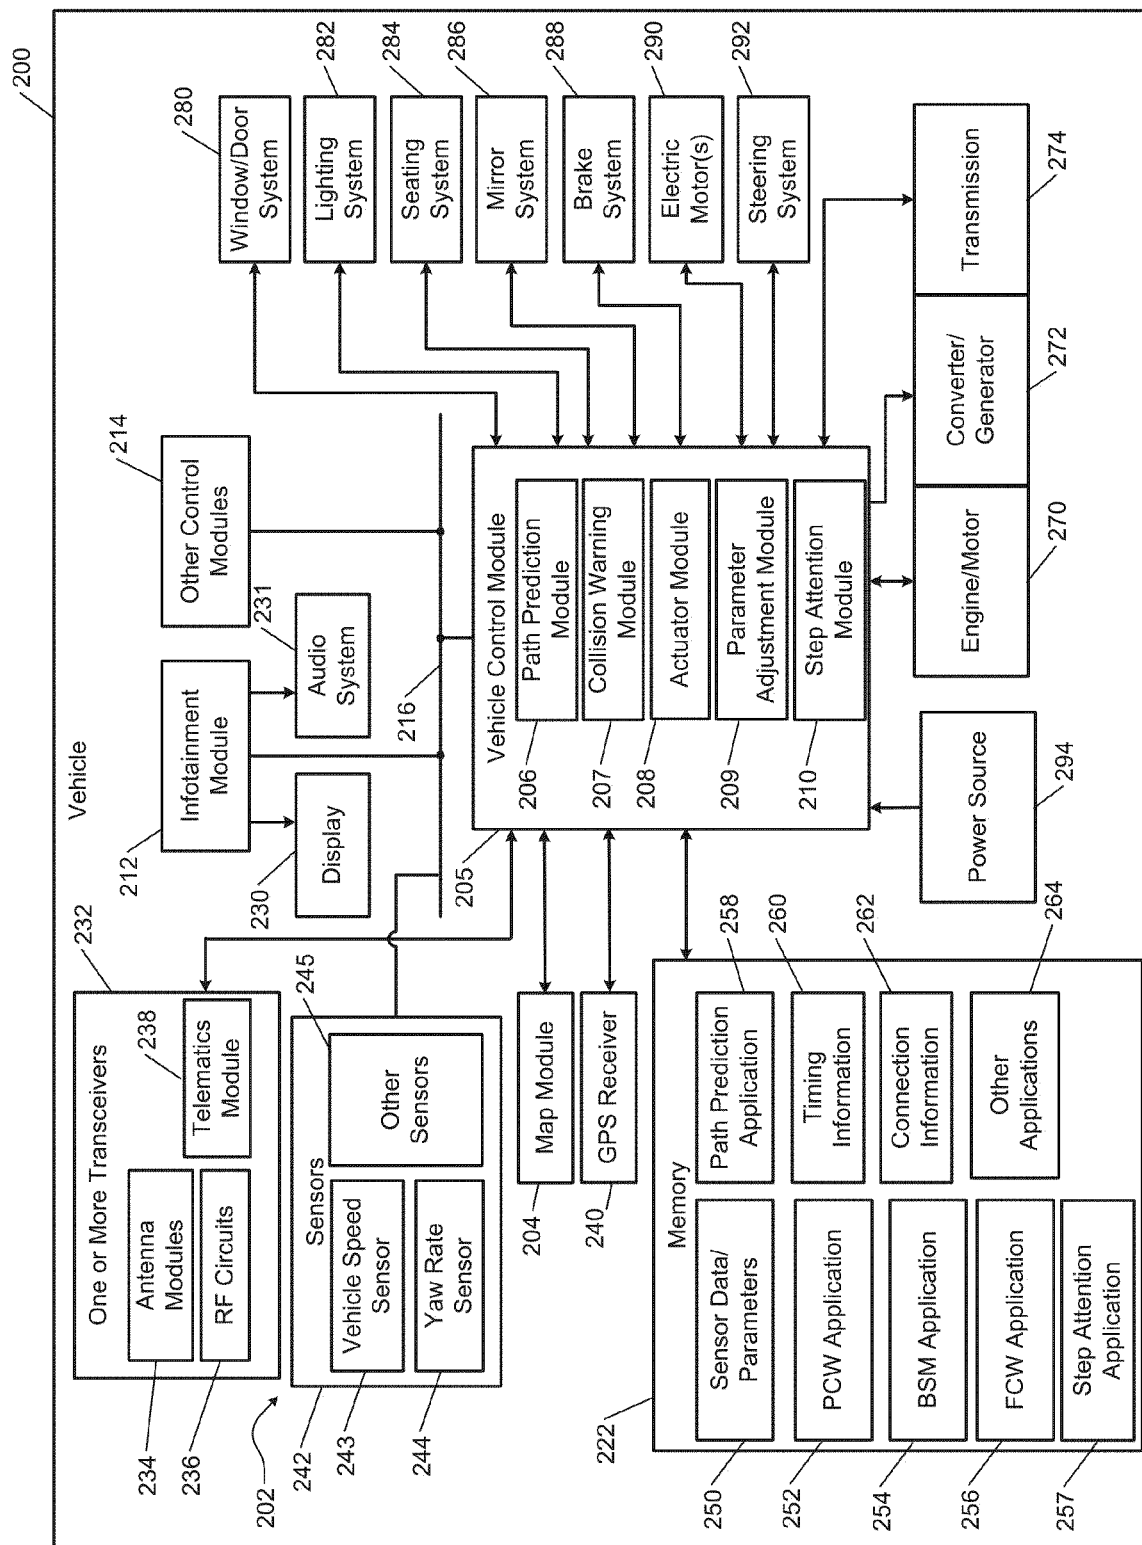 200
Vehicle
232
One or More Transceivers
238
Telematics
Module
Antenna
Modules
RF Circuits
234
236
202
212
Infotainment
Module
231
230
Display
Audio
System
214
Other Control
Modules
216
280
Window/Door
System
282
Lighting
System
284
Seating
System
286
Mirror
System
288
Brake
System
290
Electric
Motor(s)
292
Steering
System
245
Sensors
Other
Sensors
Vehicle Speed
Sensor
Yaw Rate
Sensor
242
243
244
Map Module
204
GPS Receiver
240
205
Vehicle Control Module
Path Prediction
Module
206
Collision Warning
Module
207
Actuator Module
208
Parameter
Adjustment Module
209
Step Attention
Module
210
222
Memory
Sensor Data/
Parameters
250
Path Prediction
Application
258
PCW Application
252
Timing
Information
260
BSM Application
254
Connection
Information
262
FCW Application
256
Other
Applications
264
Step Attention
Application
257
Power Source
294
Engine/Motor
270
Converter/
Generator
272
Transmission
274